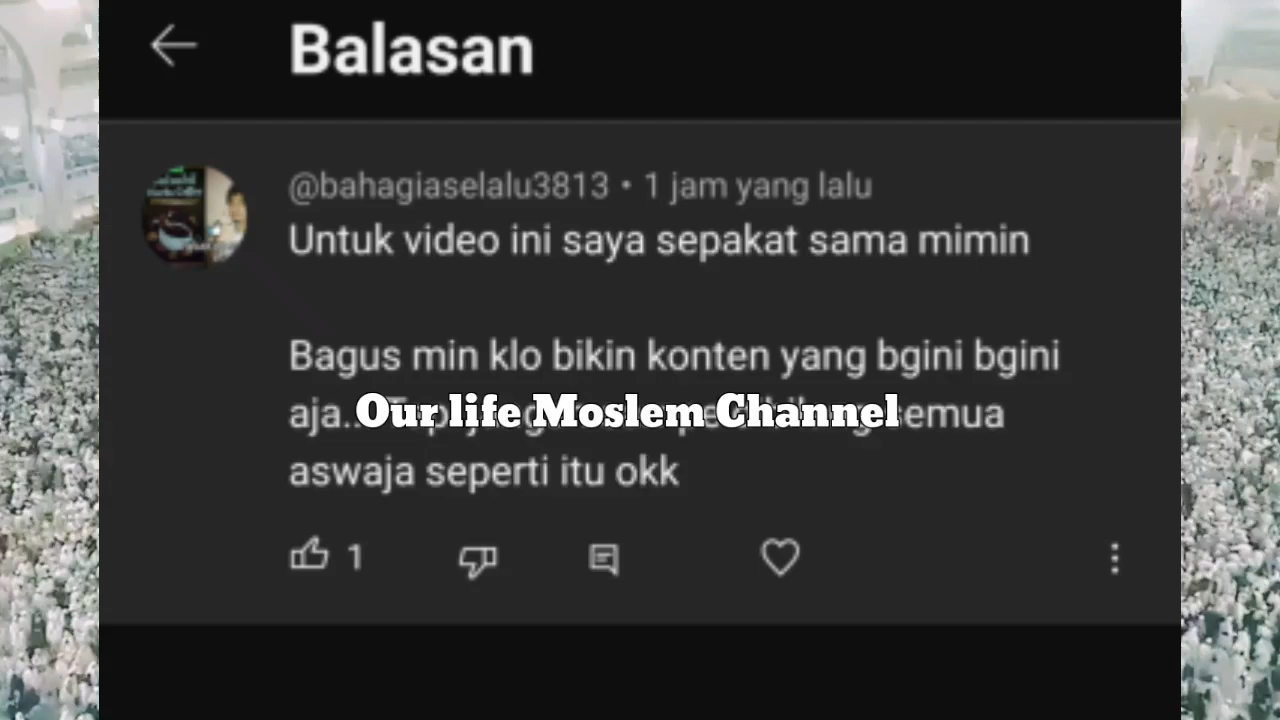 Balasan
@bahagiaselalu3813 • 1 jam yang lalu
Untuk video ini saya sepakat sama mimin
Bagus min klo bikin konten yang bgini bgini
aja.. semua
Our life Moslem Channel
aswaja seperti itu okk
1